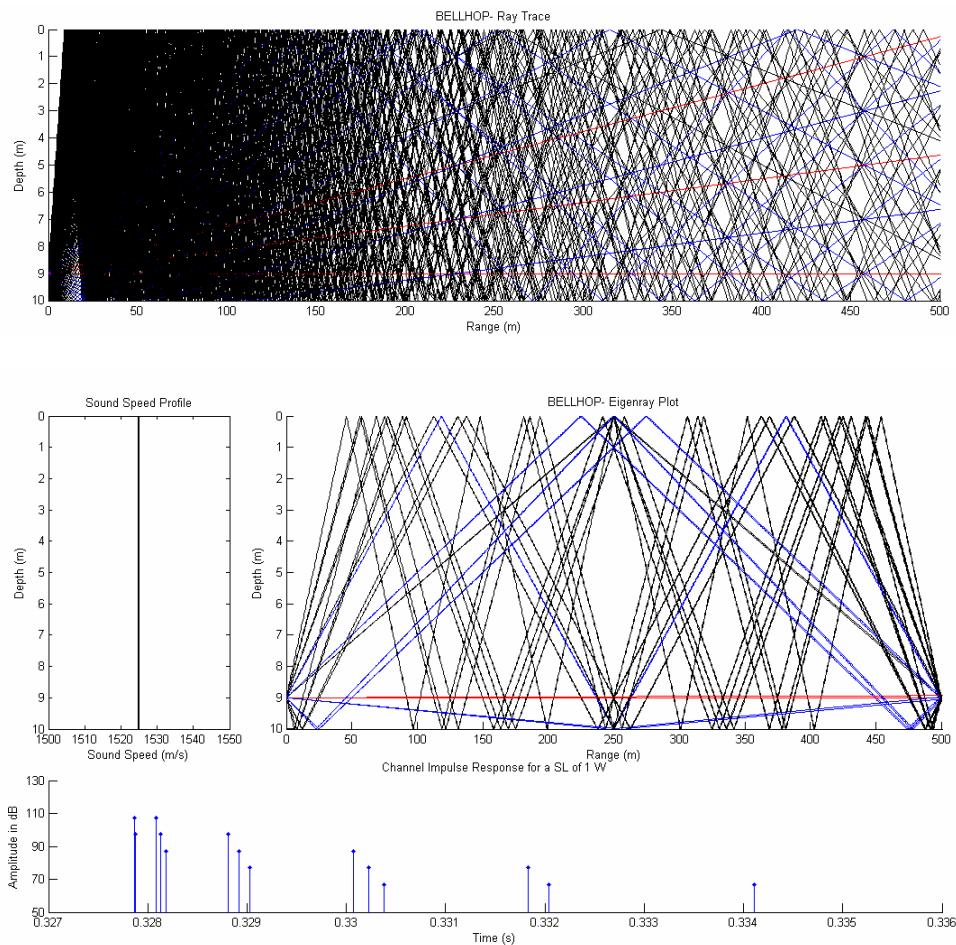 BELLHOP- Ray Trace
0
1
2
3
4
5
6
7
8
9
10
Depth (m)
0 50 100 150 200 250 300 350 400 450 500
Range (m)
Sound Speed Profile
0
1
2
3
4
5
6
7
8
9
10
Depth (m)
1500 1510 1520 1530 1540 1550
Sound Speed (m/s)
BELLHOP- Eigenray Plot
0
1
2
3
4
5
6
7
8
9
10
Depth (m)
0 50 100 150 200 250 300 350 400 450 500
Range (m)
Channel Impulse Response for a SL of 1 W
130
110
90
70
50
Amplitude in dB
0.327 0.328 0.329 0.33 0.331 0.332 0.333 0.334 0.335 0.336
Time (s)